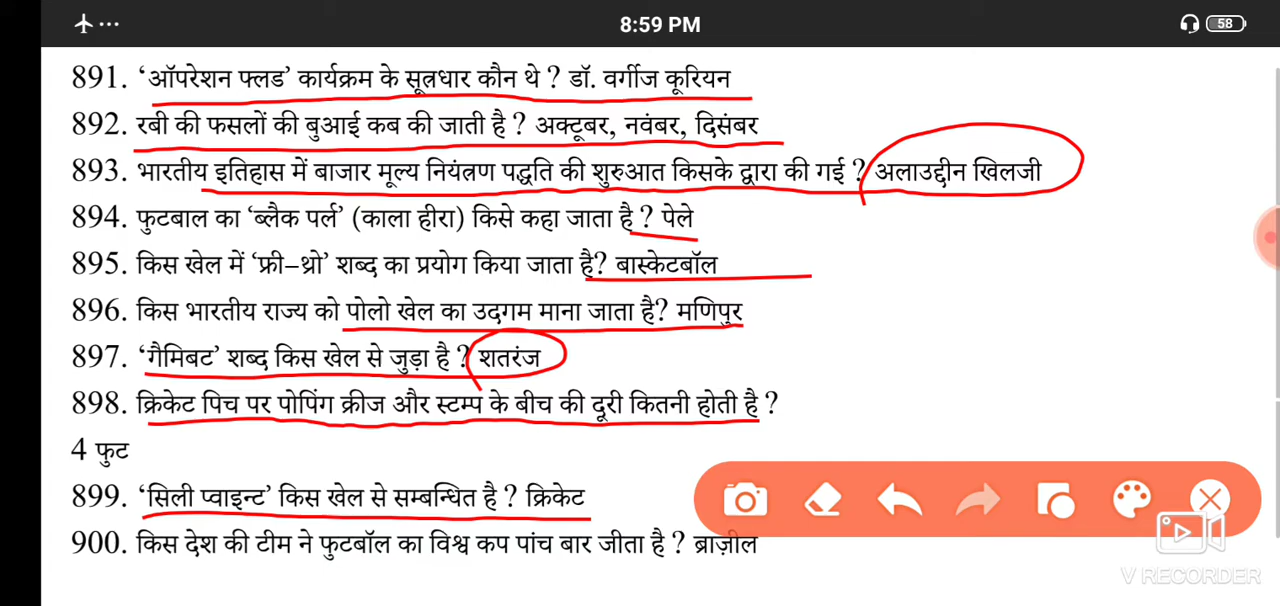 8:59 PM
58
891. ‘ऑपरेशन फ्लड’ कार्यक्रम के सूत्रधार कौन थे ? डॉ. वर्गीज कूरियन
892. रबी की फसलों की बुआई कब की जाती है ? अक्टूबर, नवंबर, दिसंबर
893. भारतीय इतिहास में बाजार मूल्य नियंत्रण पद्धति की शुरुआत किसके द्वारा की गई ? अलाउद्दीन खिलजी
894. फुटबाल का ‘ब्लैक पर्ल’ (काला हीरा) किसे कहा जाता है ? पेले
895. किस खेल में ‘फ्री–थ्रो’ शब्द का प्रयोग किया जाता है? बास्केटबॉल
896. किस भारतीय राज्य को पोलो खेल का उदगम माना जाता है? मणिपुर
897. ‘गैमिबट’ शब्द किस खेल से जुड़ा है ? शतरंज
898. क्रिकेट पिच पर पोपिंग क्रीज और स्टम्प के बीच की दूरी कितनी होती है ?
4 फुट
899. ‘सिली प्वाइन्ट’ किस खेल से सम्बन्धित है ? क्रिकेट
900. किस देश की टीम ने फुटबॉल का विश्व कप पांच बार जीता है ? ब्राज़ील
V RECORDER